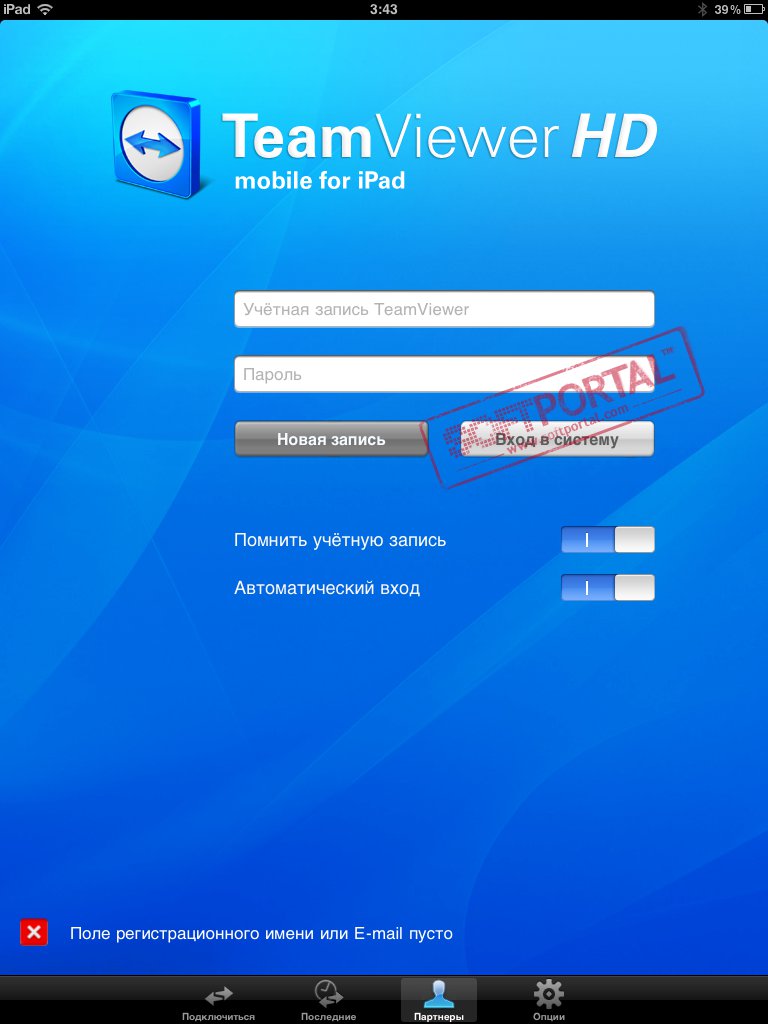 iPad 3:43 39%
TeamViewer HD
mobile for iPad
Учётная запись TeamViewer
Пароль
SOFTPORTAL™
www.softportal.com
Новая запись Вход в систему
Помнить учётную запись
Автоматический вход
Поле регистрационного имени или E-mail пусто
Подключиться Последние Партнеры Опции